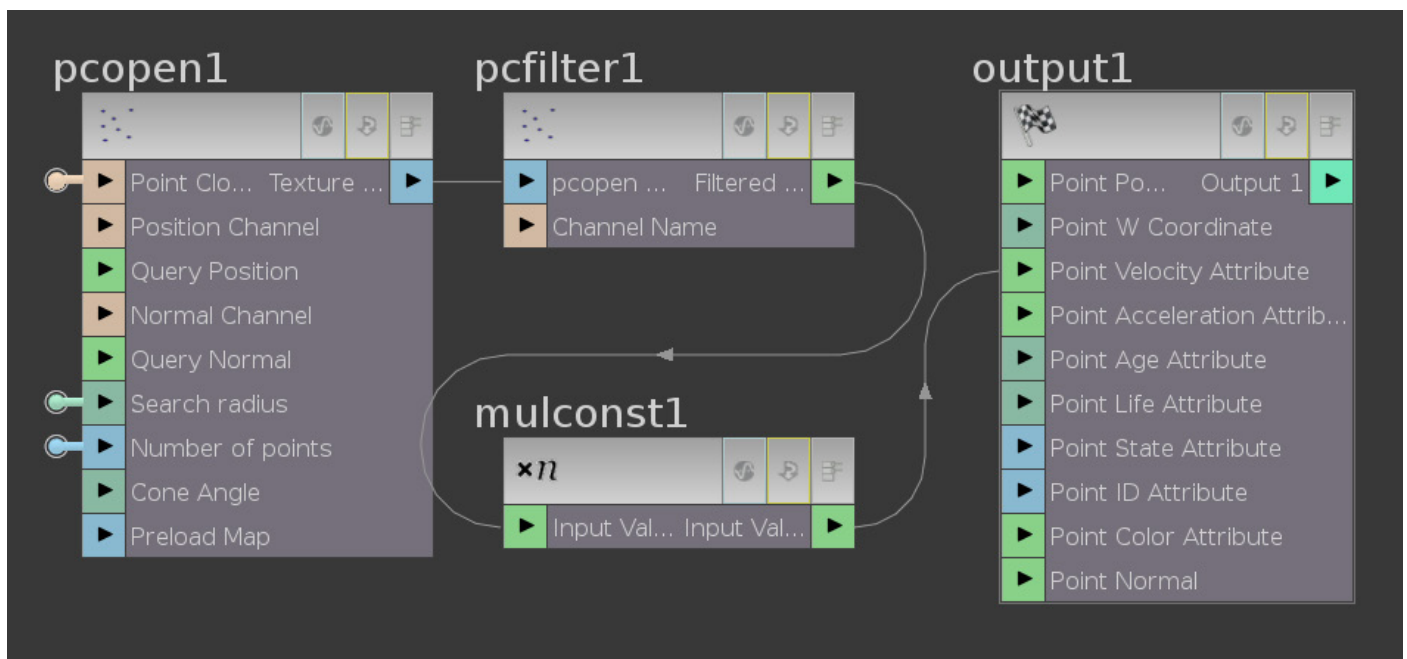 pcopen1
Point Clo... Texture ...
Position Channel
Query Position
Normal Channel
Query Normal
Search radius
Number of points
Cone Angle
Preload Map
pcfilter1
pcopen ... Filtered ...
Channel Name
mulconst1
×n
Input Val... Input Val...
output1
Point Po... Output 1
Point W Coordinate
Point Velocity Attribute
Point Acceleration Attrib...
Point Age Attribute
Point Life Attribute
Point State Attribute
Point ID Attribute
Point Color Attribute
Point Normal